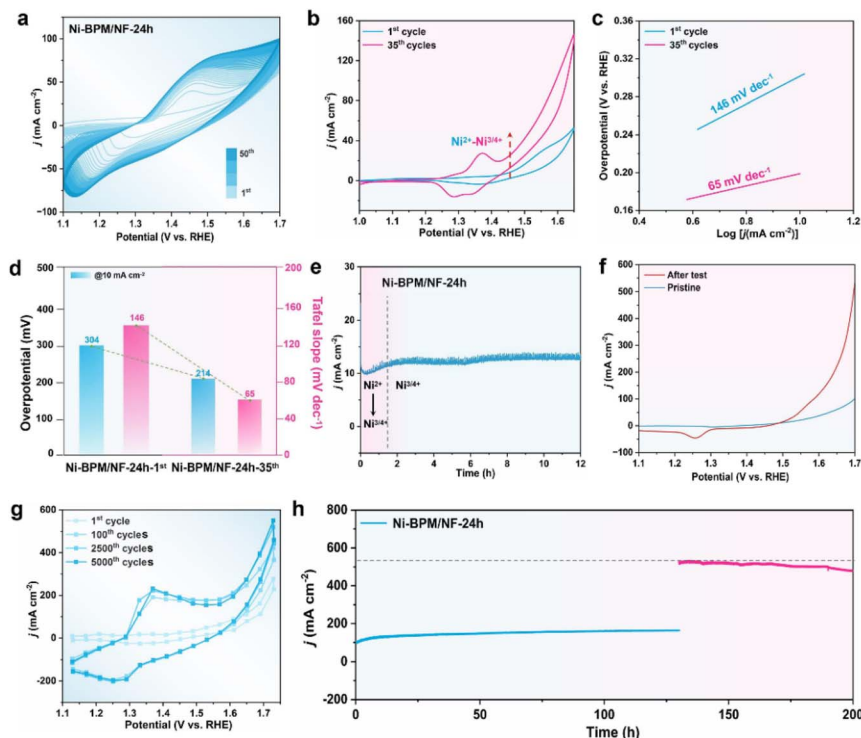 a
Ni-BPM/NF-24h
100
50
0
-50
-100
1.1 1.2 1.3 1.4 1.5 1.6 1.7
j (mA cm⁻²)
Potential (V vs. RHE)
50th
1st
b
1st cycle
35th cycles
Ni2+-Ni3/4+
160
120
80
40
0
1.0 1.1 1.2 1.3 1.4 1.5 1.6
j (mA cm⁻²)
Potential (V vs. RHE)
c
1st cycle
35th cycles
146 mV dec⁻¹
65 mV dec⁻¹
0.36
0.28
0.24
0.20
0.16
0.4 0.6 0.8 1.0 1.2
Overpotential (V vs. RHE)
Log [j(mA cm⁻²)]
d
@10 mA cm⁻²
500
400
300
200
100
0
Overpotential (mV)
304
146
214
65
200
160
120
80
40
0
Tafel slope (mV dec⁻¹)
Ni-BPM/NF-24h-1st Ni-BPM/NF-24h-35th
e
Ni-BPM/NF-24h
30
20
10
0
j (mA cm⁻²)
Ni2+
Ni3/4+
Ni3/4+
0 2 4 6 8 10 12
Time (h)
f
After test
Pristine
600
500
400
300
200
100
0
−100
1.1 1.2 1.3 1.4 1.5 1.6 1.7
j (mA cm⁻²)
Potential (V vs. RHE)
g
1st cycle
100th cycles
2500th cycles
5000th cycles
600
400
200
0
-200
1.1 1.2 1.3 1.4 1.5 1.6 1.7
j (mA cm⁻²)
Potential (V vs. RHE)
h
Ni-BPM/NF-24h
800
600
400
200
0
-200
0 50 100 150 200
j (mA cm⁻²)
Time (h)